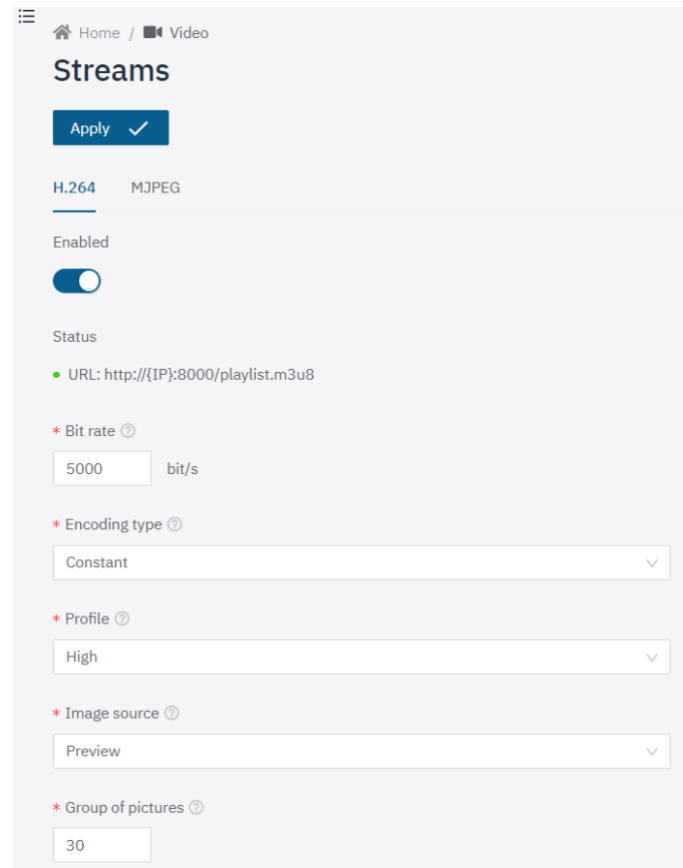 Home / Video
Streams
Apply
H.264 MJPEG
Enabled
Status
URL: http://{IP}:8000/playlist.m3u8
* Bit rate ?
5000 bit/s
* Encoding type ?
Constant
* Profile ?
High
* Image source ?
Preview
* Group of pictures ?
30